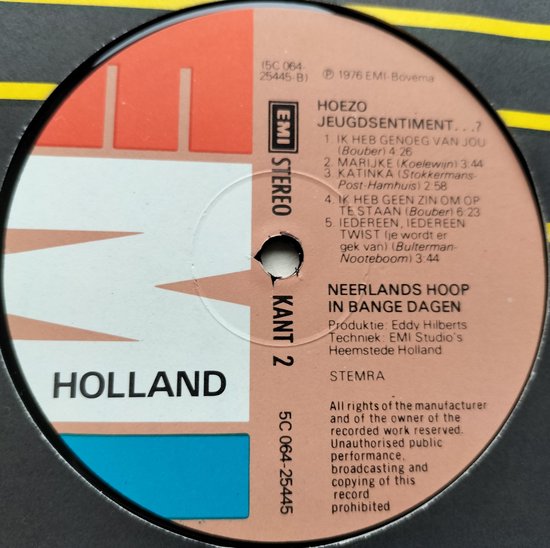 (5C 064-
25445-B)
℗ 1976 EMI-Bovema
EMI
STEREO
KANT 2
5C 064-25445
HOLLAND
HOEZO
JEUGDSENTIMENT...?
1. IK HEB GENOEG VAN JOU
(Bouber) 4:26
2. MARIJKE (Koelewijn) 3:44
3. KATINKA (Stokkermans-
Post-Hamhuis) 2:58
4. IK HEB GEEN ZIN OM OP
TE STAAN (Bouber) 6:23
5. IEDEREEN, IEDEREEN
TWIST (je wordt er
gek van) (Bulterman-
Nooteboom) 3:44
NEERLANDS HOOP
IN BANGE DAGEN
Produktie: Eddy Hilberts
Techniek: EMI Studio's
Heemstede Holland
STEMRA
All rights of the manufacturer
and of the owner of the
recorded work reserved.
Unauthorised public
performance,
broadcasting and
copying of this
record
prohibited